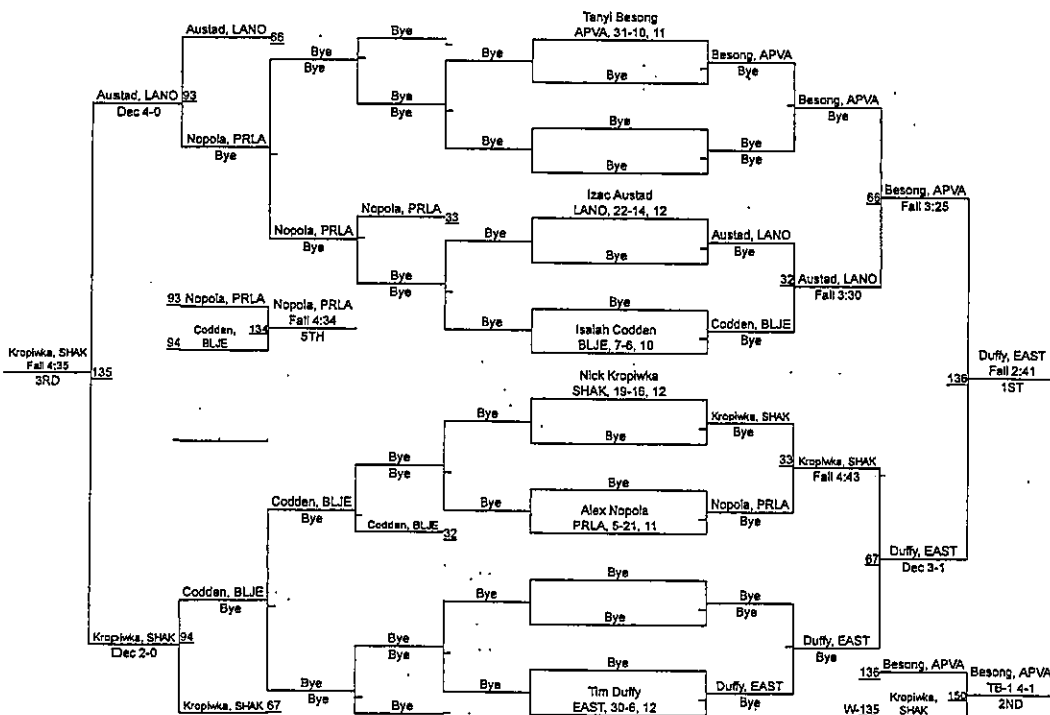 Tanyi Besong
APVA, 31-10, 11
Bye
Bye
Bye
Izac Austad
LANO, 22-14, 12
Bye
Bye
Isaiah Codden
BLJE, 7-6, 10
Nick Kropiwka
SHAK, 19-16, 12
Bye
Bye
Alex Nopola
PRLA, 5-21, 11
Bye
Bye
Bye
Tim Duffy
EAST, 30-6, 12
Besong, APVA
Bye
Bye
Bye
Austad, LANO
Bye
Codden, BLJE
Bye
Kropiwka, SHAK
Bye
Nopola, PRLA
Bye
Bye
Bye
Duffy, EAST
Bye
Besong, APVA
Bye
32
Austad, LANO
Fall 3:30
33
Kropiwka, SHAK
Fall 4:43
Duffy, EAST
Bye
66
Besong, APVA
Fall 3:25
67
Duffy, EAST
Dec 3-1
136
Duffy, EAST
Fall 2:41
1ST
136
Besong, APVA
W-135
Kropiwka,
SHAK
150
Besong, APVA
TB-1 4-1
2ND
Bye
Bye
Bye
Bye
Bye
Bye
Bye
Bye
Bye
Bye
Bye
Nopola, PRLA
33
Bye
Bye
Bye
Bye
Codden, BLJE
32
Bye
Bye
Bye
Bye
Bye
Nopola, PRLA
Bye
Codden, BLJE
Bye
Bye
Bye
Austad, LANO
66
Nopola, PRLA
Bye
Codden, BLJE
Bye
Kropiwka, SHAK
67
Austad, LANO
93
Dec 4-0
Kropiwka, SHAK
94
Dec 2-0
93
Nopola, PRLA
94
Codden,
BLJE
134
Nopola, PRLA
Fall 4:34
5TH
Kropiwka, SHAK
Fall 4:35
3RD
135